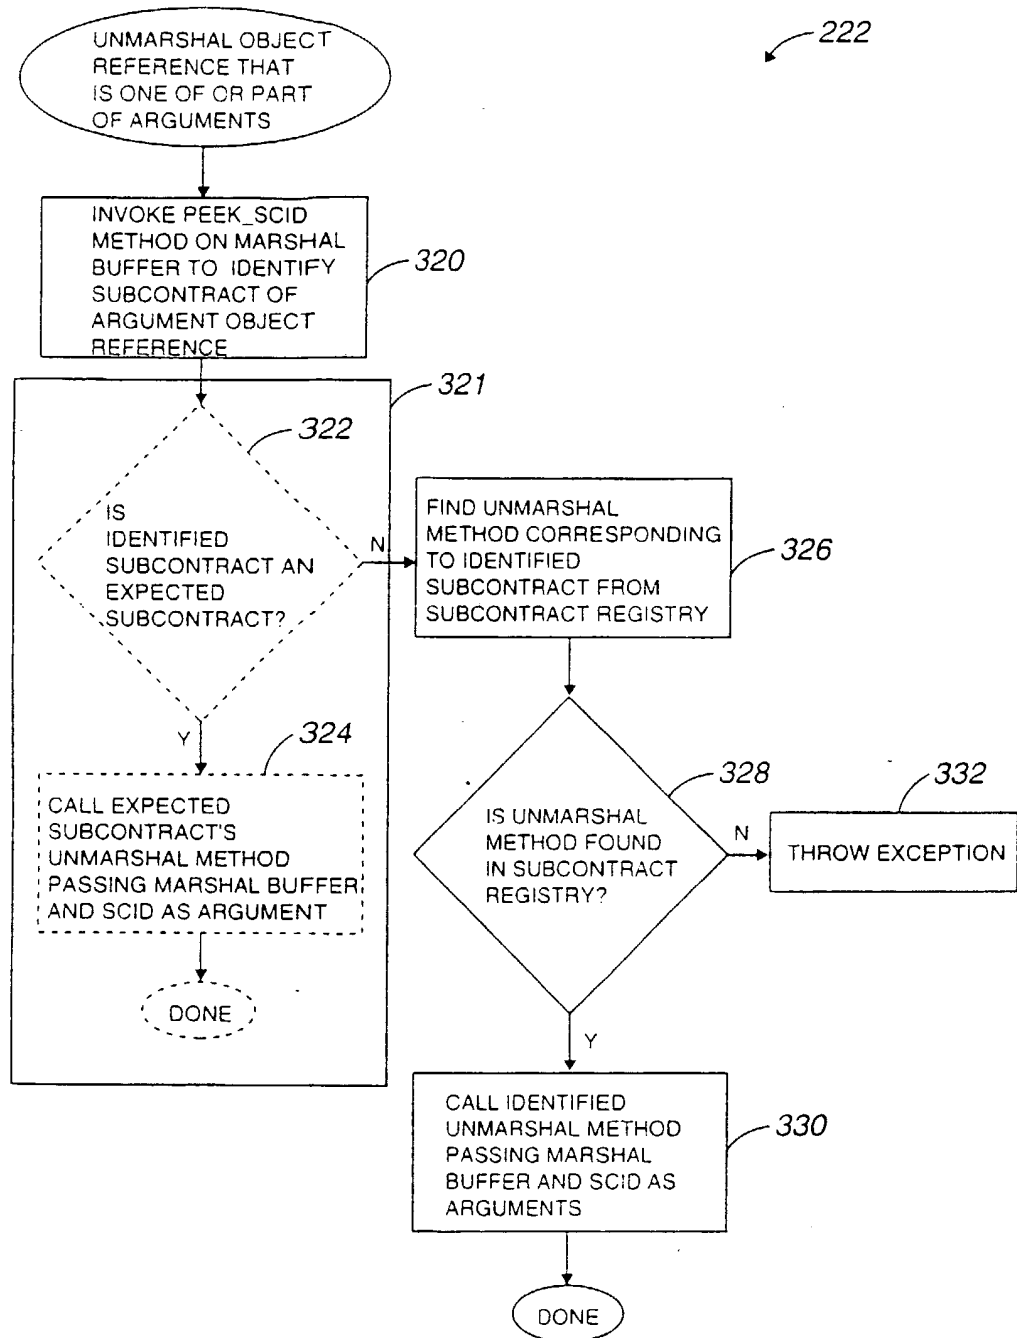 UNMARSHAL OBJECT
REFERENCE THAT
IS ONE OF OR PART
OF ARGUMENTS
222
INVOKE PEEK_SCID
METHOD ON MARSHAL
BUFFER TO IDENTIFY
SUBCONTRACT OF
ARGUMENT OBJECT
REFERENCE
320
321
322
IS
IDENTIFIED
SUBCONTRACT AN
EXPECTED
SUBCONTRACT?
N
Y
FIND UNMARSHAL
METHOD CORRESPONDING
TO IDENTIFIED
SUBCONTRACT FROM
SUBCONTRACT REGISTRY
326
324
CALL EXPECTED
SUBCONTRACT'S
UNMARSHAL METHOD
PASSING MARSHAL BUFFER
AND SCID AS ARGUMENT
DONE
328
IS UNMARSHAL
METHOD FOUND
IN SUBCONTRACT
REGISTRY?
N
Y
332
THROW EXCEPTION
CALL IDENTIFIED
UNMARSHAL METHOD
PASSING MARSHAL
BUFFER AND SCID AS
ARGUMENTS
330
DONE